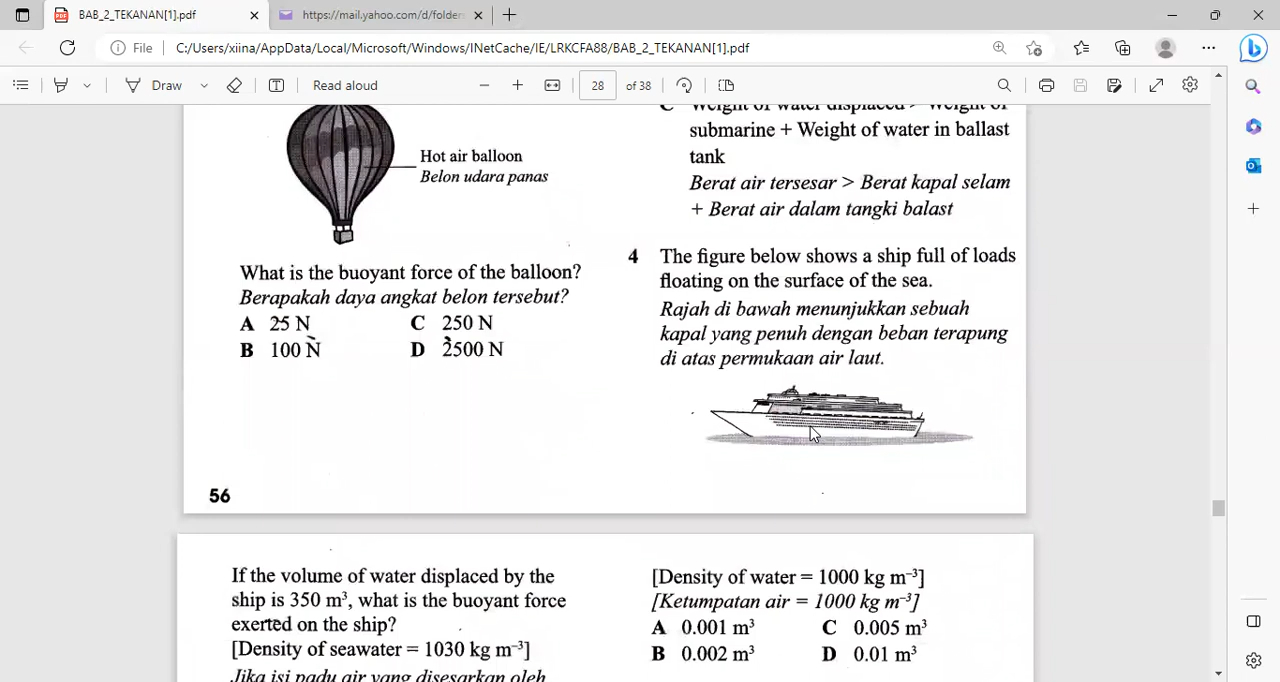 BAB_2_TEKANAN[1].pdf
https://mail.yahoo.com/d/folder
File C:/Users/xiina/AppData/Local/Microsoft/Windows/INetCache/IE/LRKCFA88/BAB_2_TEKANAN[1].pdf
Draw
Read aloud
28 of 38
Hot air balloon
Belon udara panas
What is the buoyant force of the balloon?
Berapakah daya angkat belon tersebut?
A 25 N C 250 N
B 100 N D 2500 N
56
C Weight of water displaced > Weight of
submarine + Weight of water in ballast
tank
Berat air tersesar > Berat kapal selam
+ Berat air dalam tangki balast
4 The figure below shows a ship full of loads
floating on the surface of the sea.
Rajah di bawah menunjukkan sebuah
kapal yang penuh dengan beban terapung
di atas permukaan air laut.
If the volume of water displaced by the
ship is 350 m³, what is the buoyant force
exerted on the ship?
[Density of seawater = 1030 kg m⁻³]
Jika isi padu air yang disesarkan oleh
[Density of water = 1000 kg m⁻³]
[Ketumpatan air = 1000 kg m⁻³]
A 0.001 m³ C 0.005 m³
B 0.002 m³ D 0.01 m³